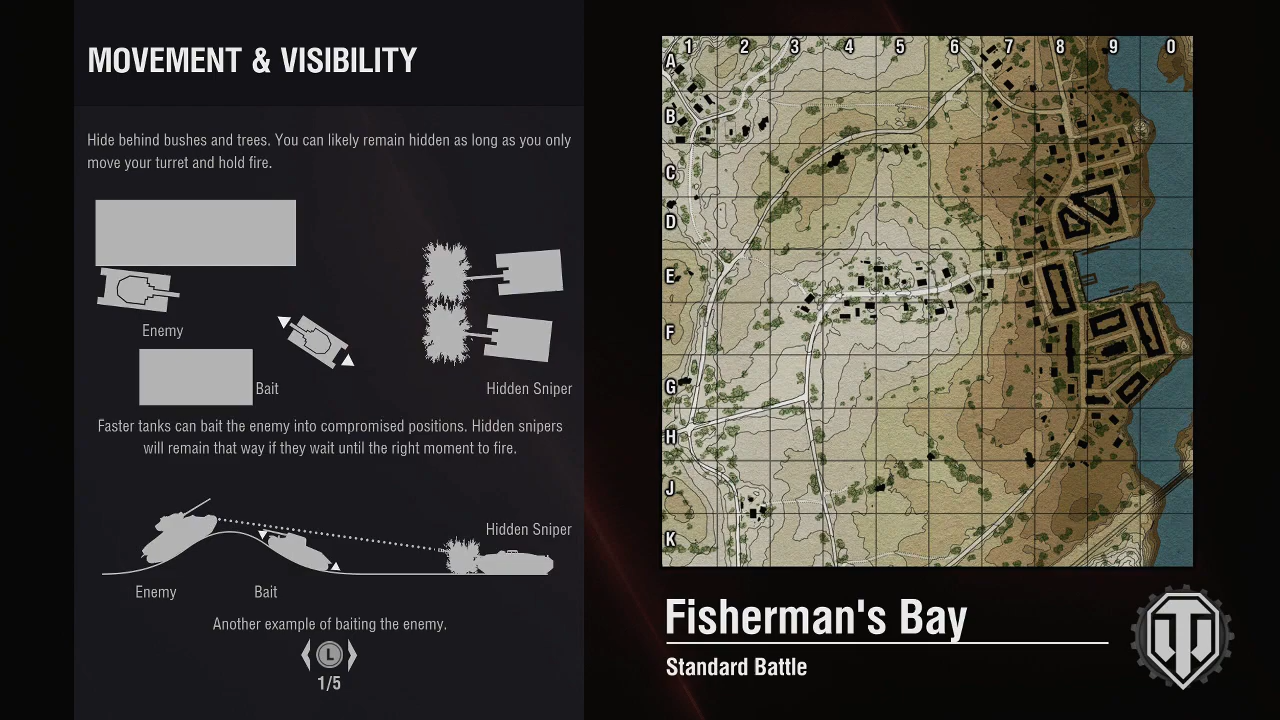 MOVEMENT & VISIBILITY
Hide behind bushes and trees. You can likely remain hidden as long as you only
move your turret and hold fire.
Enemy
Bait
Hidden Sniper
Faster tanks can bait the enemy into compromised positions. Hidden snipers
will remain that way if they wait until the right moment to fire.
Hidden Sniper
Enemy
Bait
Another example of baiting the enemy.
L
1/5
1 2 3 4 5 6 7 8 9 0
A
B
C
D
E
F
G
H
J
K
Fisherman's Bay
Standard Battle